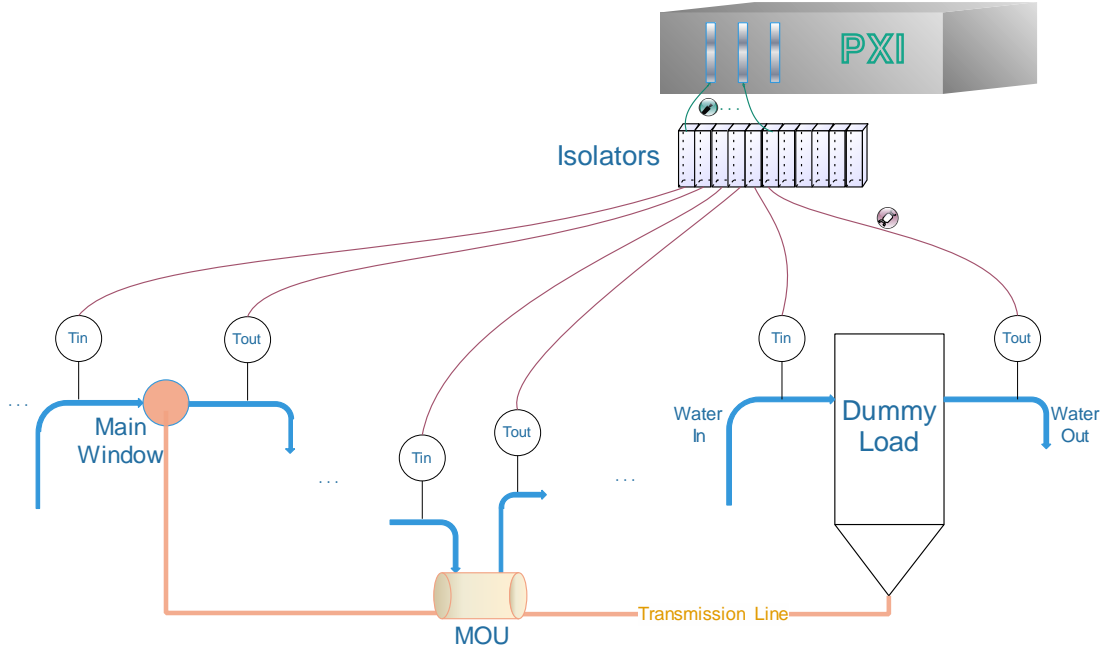 PXI
. . .
Isolators
Tin
Tout
Tin
Tout
. . .
Main
Window
Water
In
Dummy
Load
Water
Out
Tin
Tout
. . .
. . .
Transmission Line
MOU